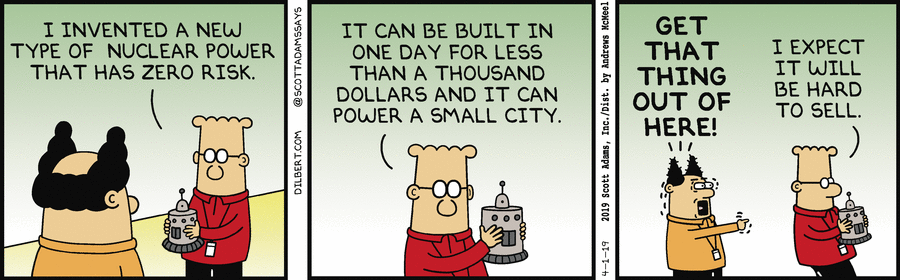 I INVENTED A NEW
TYPE OF NUCLEAR POWER
THAT HAS ZERO RISK.
DILBERT.COM @SCOTTADAMSSAYS
IT CAN BE BUILT IN
ONE DAY FOR LESS
THAN A THOUSAND
DOLLARS AND IT CAN
POWER A SMALL CITY.
4-1-19 2019 Scott Adams, Inc./Dist. by Andrews McMeel
GET
THAT
THING
OUT OF
HERE!
I EXPECT
IT WILL
BE HARD
TO SELL.